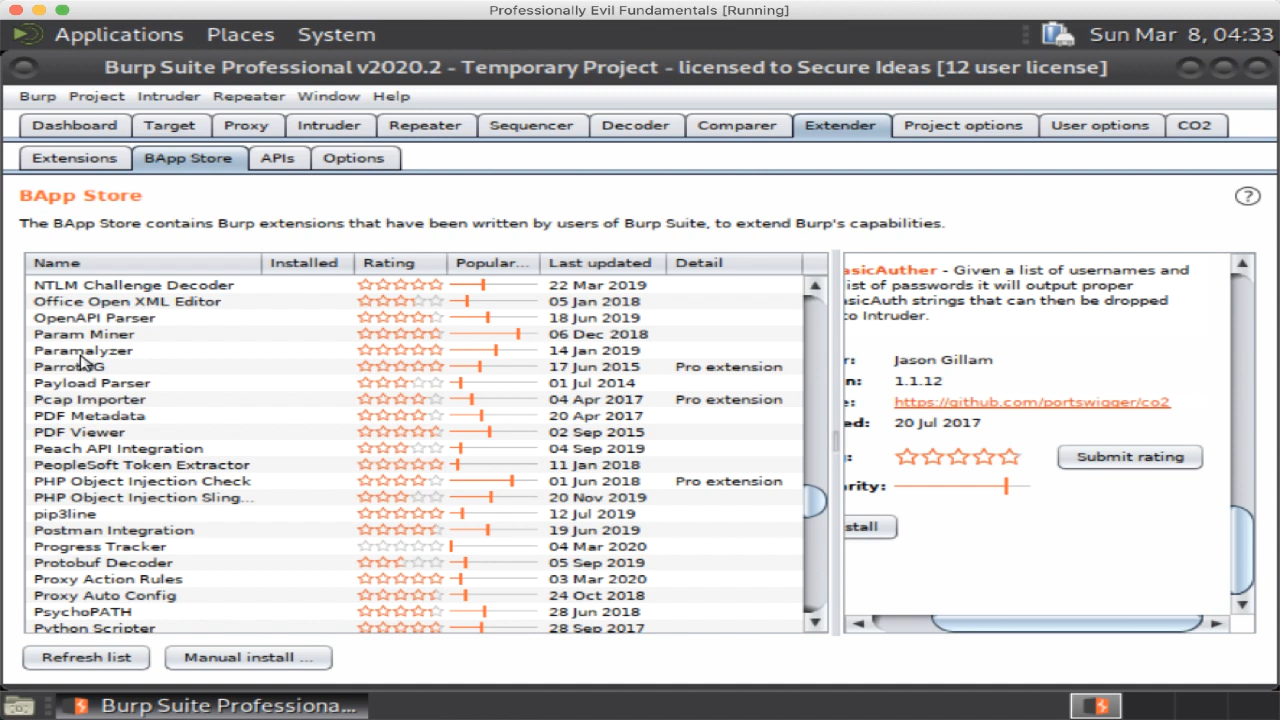 Professionally Evil Fundamentals [Running]
Applications Places System Sun Mar 8, 04:33
Burp Suite Professional v2020.2 - Temporary Project - licensed to Secure Ideas [12 user license]
Burp Project Intruder Repeater Window Help
Dashboard Target Proxy Intruder Repeater Sequencer Decoder Comparer Extender Project options User options CO2
Extensions BApp Store APIs Options
BApp Store ?
The BApp Store contains Burp extensions that have been written by users of Burp Suite, to extend Burp's capabilities.
Name Installed Rating Popular... Last updated Detail
NTLM Challenge Decoder 22 Mar 2019
Office Open XML Editor 05 Jan 2018
OpenAPI Parser 18 Jun 2019
Param Miner 06 Dec 2018
Paramalyzer 14 Jan 2019
ParrotNG 17 Jun 2015 Pro extension
Payload Parser 01 Jul 2014
Pcap Importer 04 Apr 2017 Pro extension
PDF Metadata 20 Apr 2017
PDF Viewer 02 Sep 2015
Peach API Integration 04 Sep 2019
PeopleSoft Token Extractor 11 Jan 2018
PHP Object Injection Check 01 Jun 2018 Pro extension
PHP Object Injection Sling... 20 Nov 2019
pip3line 12 Jul 2019
Postman Integration 19 Jun 2019
Progress Tracker 04 Mar 2020
Protobuf Decoder 05 Sep 2019
Proxy Action Rules 03 Mar 2020
Proxy Auto Config 24 Oct 2018
PsychoPATH 28 Jun 2018
Python Scripter 28 Sep 2017
asicAuther - Given a list of usernames and
ist of passwords it will output proper
sicAuth strings that can then be dropped
to Intruder.
r: Jason Gillam
n: 1.1.12
e: https://github.com/portswigger/co2
ed: 20 Jul 2017
g: Submit rating
arity:
stall
Refresh list Manual install ...
Burp Suite Professiona...